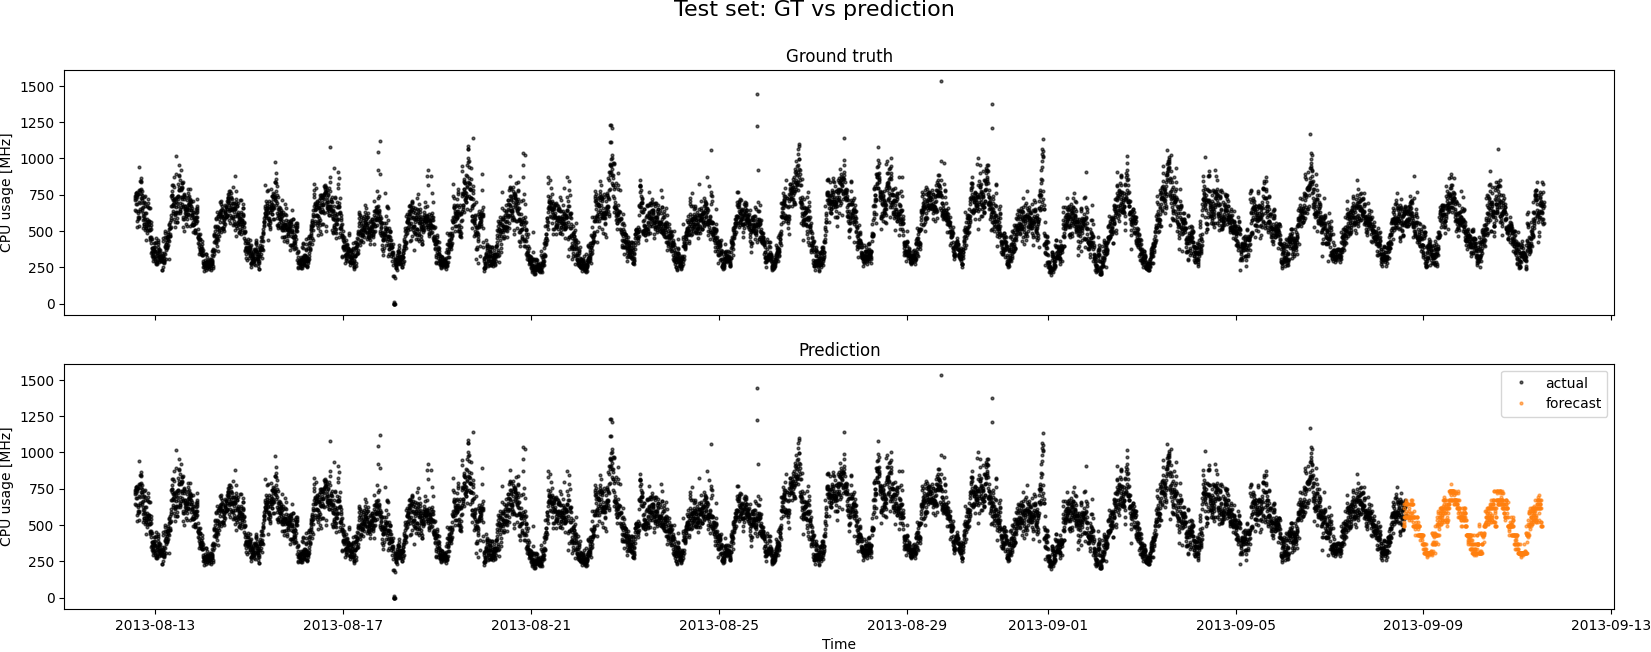 Test set: GT vs prediction
Ground truth
CPU usage [MHz]
1500
1250
1000
750
500
250
0
Prediction
CPU usage [MHz]
1500
1250
1000
750
500
250
0
actual
forecast
2013-08-13 2013-08-17 2013-08-21 2013-08-25 2013-08-29 2013-09-01 2013-09-05 2013-09-09 2013-09-13
Time